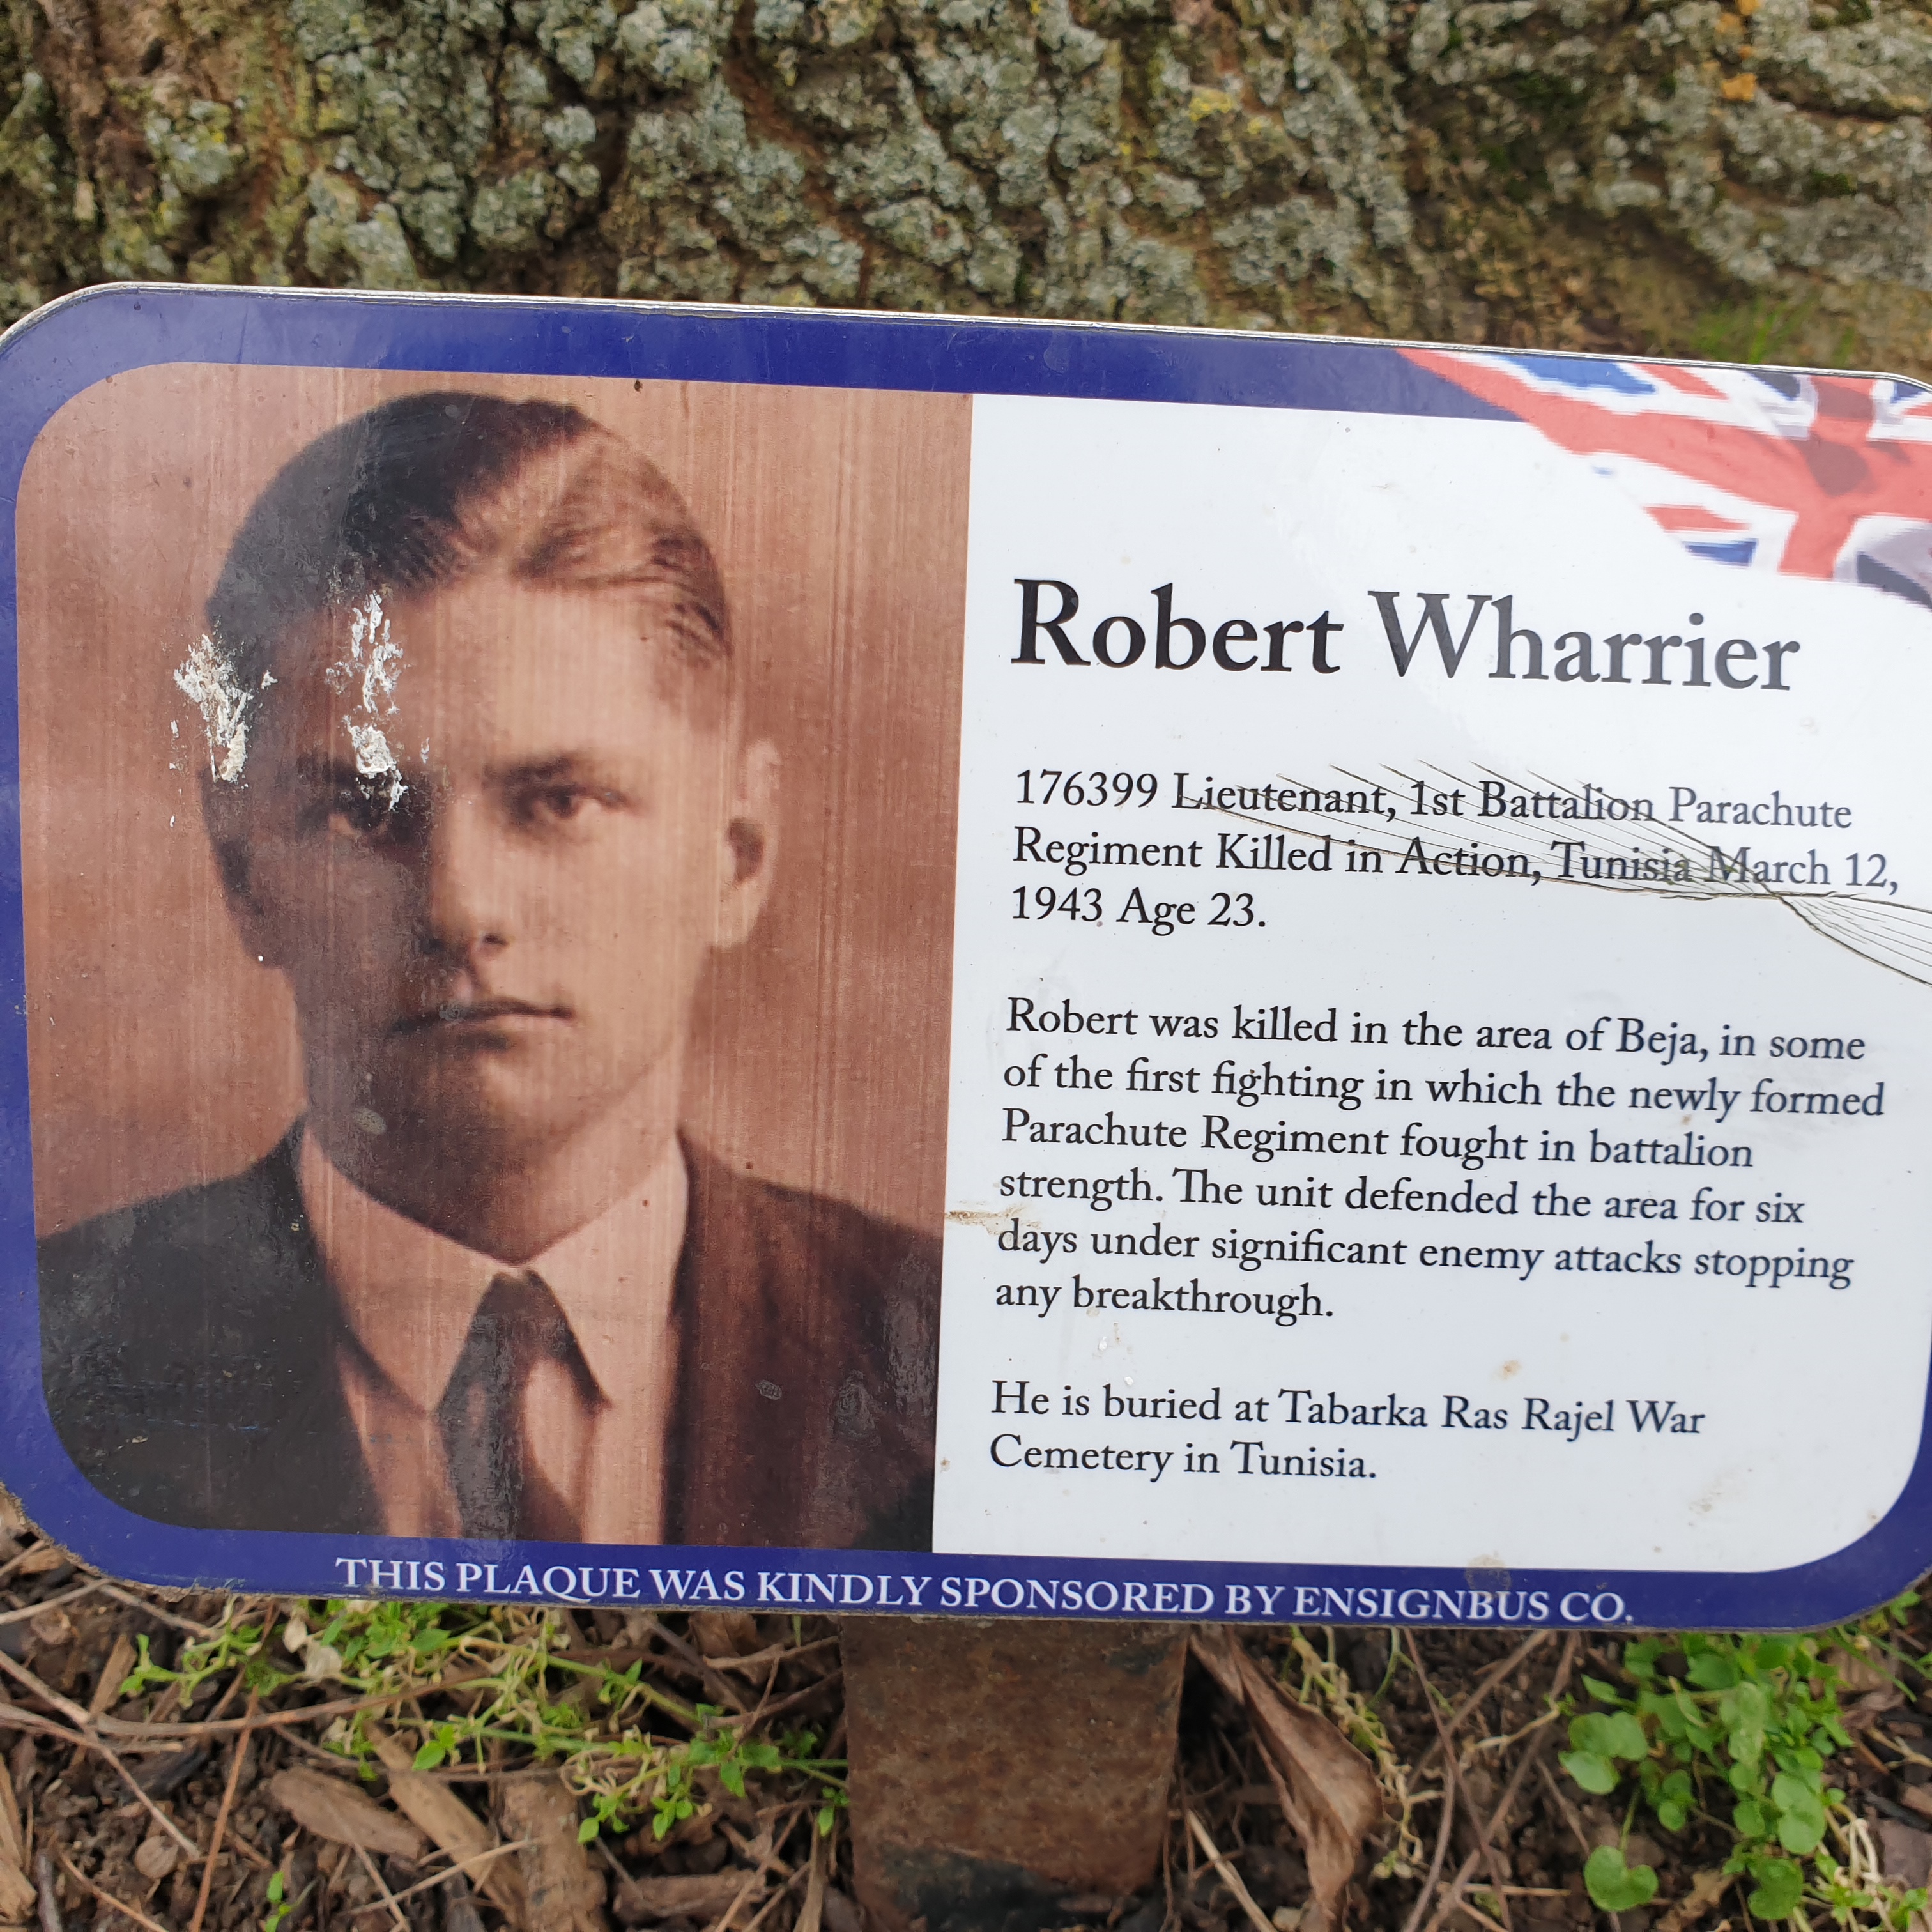 Robert Wharrier
176399 Lieutenant, 1st Battalion Parachute
Regiment Killed in Action, Tunisia March 12,
1943 Age 23.
Robert was killed in the area of Beja, in some
of the first fighting in which the newly formed
Parachute Regiment fought in battalion
strength. The unit defended the area for six
days under significant enemy attacks stopping
any breakthrough.
He is buried at Tabarka Ras Rajel War
Cemetery in Tunisia.
THIS PLAQUE WAS KINDLY SPONSORED BY ENSIGNBUS CO.